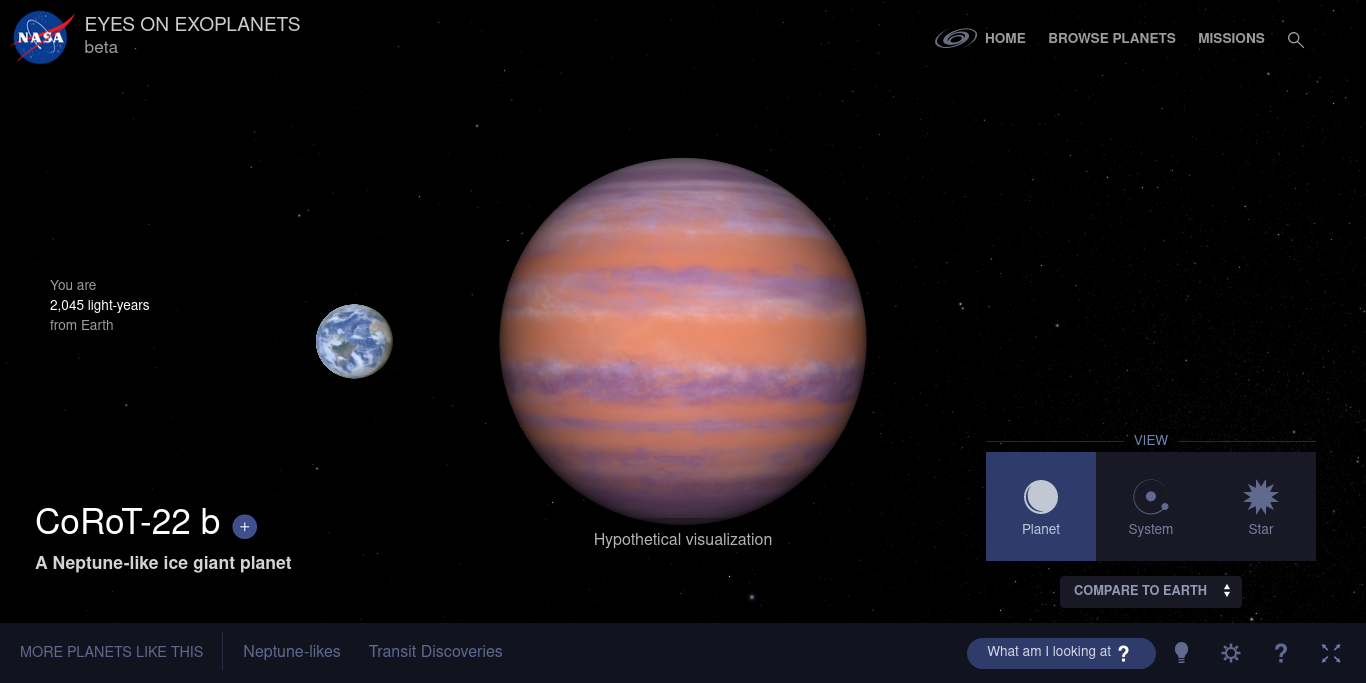 NASA
EYES ON EXOPLANETS
beta
HOME
BROWSE PLANETS
MISSIONS
You are
2,045 light-years
from Earth
CoRoT-22 b +
A Neptune-like ice giant planet
Hypothetical visualization
VIEW
Planet
System
Star
COMPARE TO EARTH
MORE PLANETS LIKE THIS
Neptune-likes
Transit Discoveries
What am I looking at ?
?